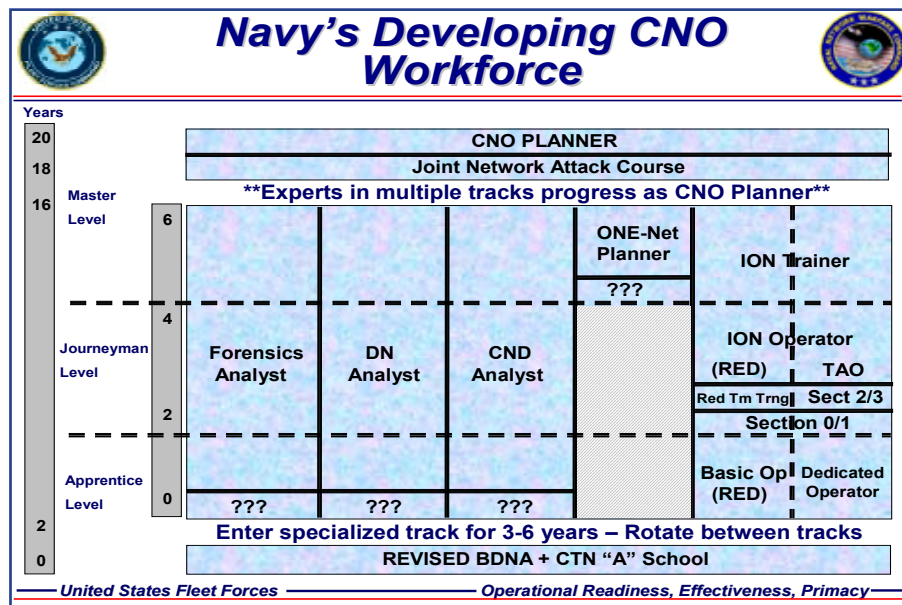 Navy's Developing CNO
Workforce
Years
20
CNO PLANNER
18
Joint Network Attack Course
**Experts in multiple tracks progress as CNO Planner**
16
Master
Level
6
ONE-Net
Planner
ION Trainer
???
4
Journeyman
Level
Forensics
Analyst
DN
Analyst
CND
Analyst
ION Operator
(RED)
TAO
Red Tm Trng
Sect 2/3
2
Section 0/1
Apprentice
Level
Basic Op
(RED)
Dedicated
Operator
0
???
???
???
2
Enter specialized track for 3-6 years – Rotate between tracks
0
REVISED BDNA + CTN “A” School
United States Fleet Forces
Operational Readiness, Effectiveness, Primacy